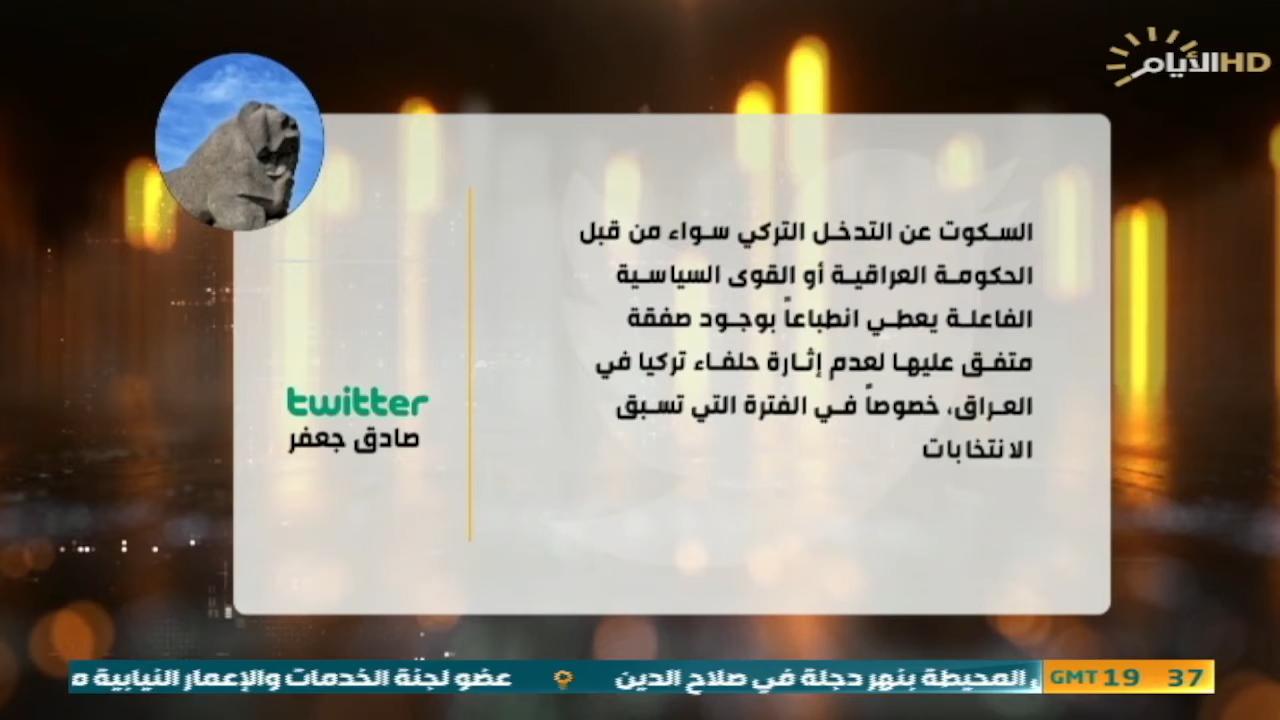 الأيام HD
السكوت عن التدخل التركي سواء من قبل
الحكومة العراقية أو القوى السياسية
الفاعلة يعطي انطباعاً بوجود صفقة
متفق عليها لعدم إثارة حلفاء تركيا في
العراق، خصوصاً في الفترة التي تسبق
الانتخابات
twitter
صادق جعفر
GMT 19 37
المحيطة بنهر دجلة في صلاح الدين
عضو لجنة الخدمات والإعمار النيابية